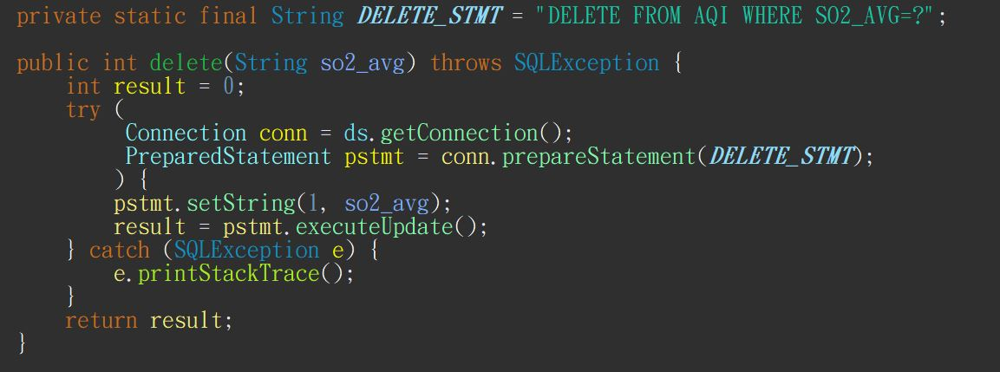 private static final String DELETE_STMT = "DELETE FROM AQI WHERE SO2_AVG=?";
public int delete(String so2_avg) throws SQLException {
int result = 0;
try (
Connection conn = ds.getConnection();
PreparedStatement pstmt = conn.prepareStatement(DELETE_STMT);
) {
pstmt.setString(1, so2_avg);
result = pstmt.executeUpdate();
} catch (SQLException e) {
e.printStackTrace();
}
return result;
}